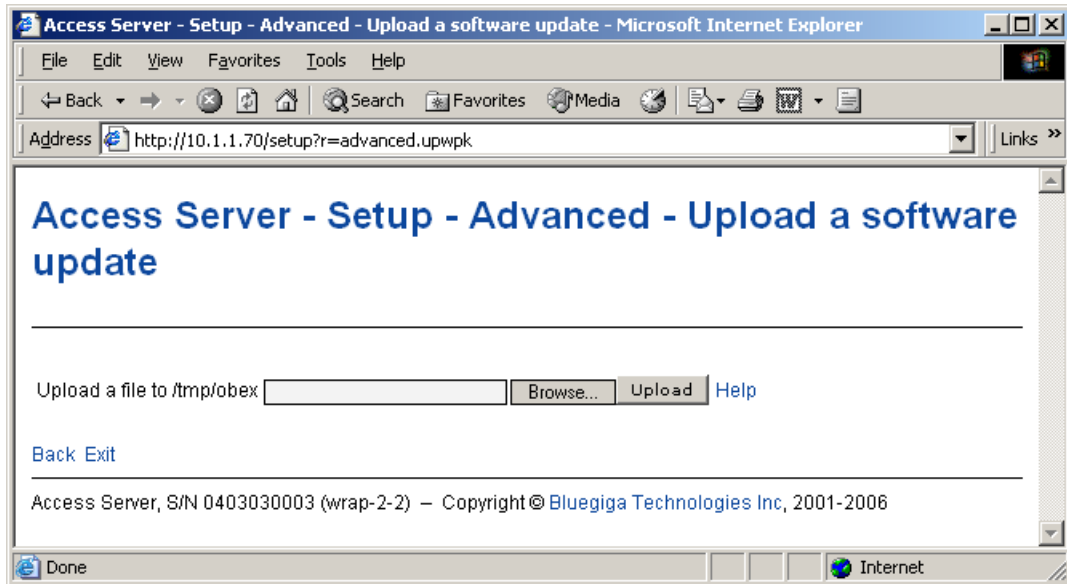 Access Server - Setup - Advanced - Upload a software update - Microsoft Internet Explorer
File Edit View Favorites Tools Help
Back Search Favorites Media
Address http://10.1.1.70/setup?r=advanced.upwpk Links »
Access Server - Setup - Advanced - Upload a software
update
Upload a file to /tmp/obex Browse... Upload Help
Back Exit
Access Server, S/N 0403030003 (wrap-2-2) – Copyright © Bluegiga Technologies Inc, 2001-2006
Done Internet